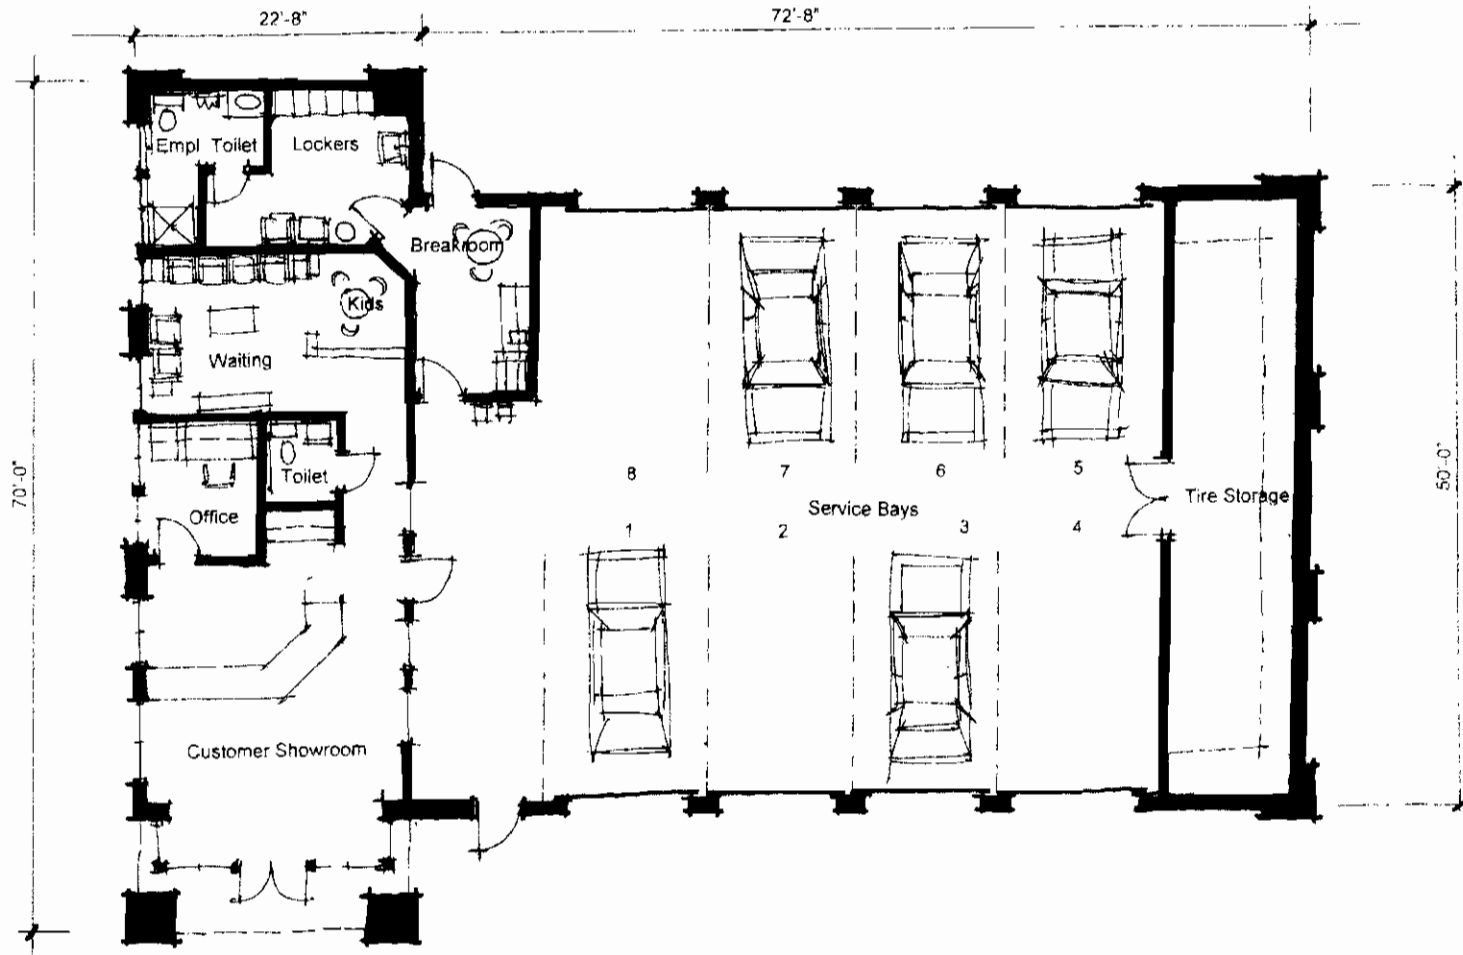 22'-8"
72'-8"
Empl Toilet
Lockers
Breakroom
Kids
Waiting
70'-0"
Toilet
Office
8
7
6
5
Service Bays
Tire Storage
50'-0"
1
2
3
4
Customer Showroom